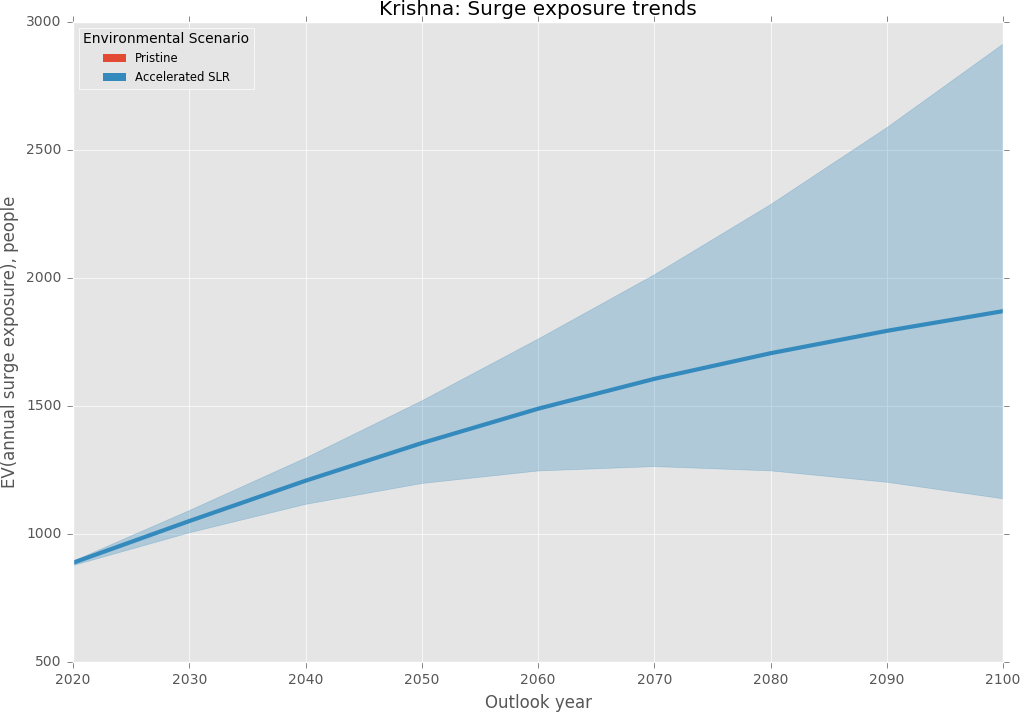 Krishna: Surge exposure trends
3000
2500
2000
1500
1000
500
EV(annual surge exposure), people
Environmental Scenario
Pristine
Accelerated SLR
2020 2030 2040 2050 2060 2070 2080 2090 2100
Outlook year